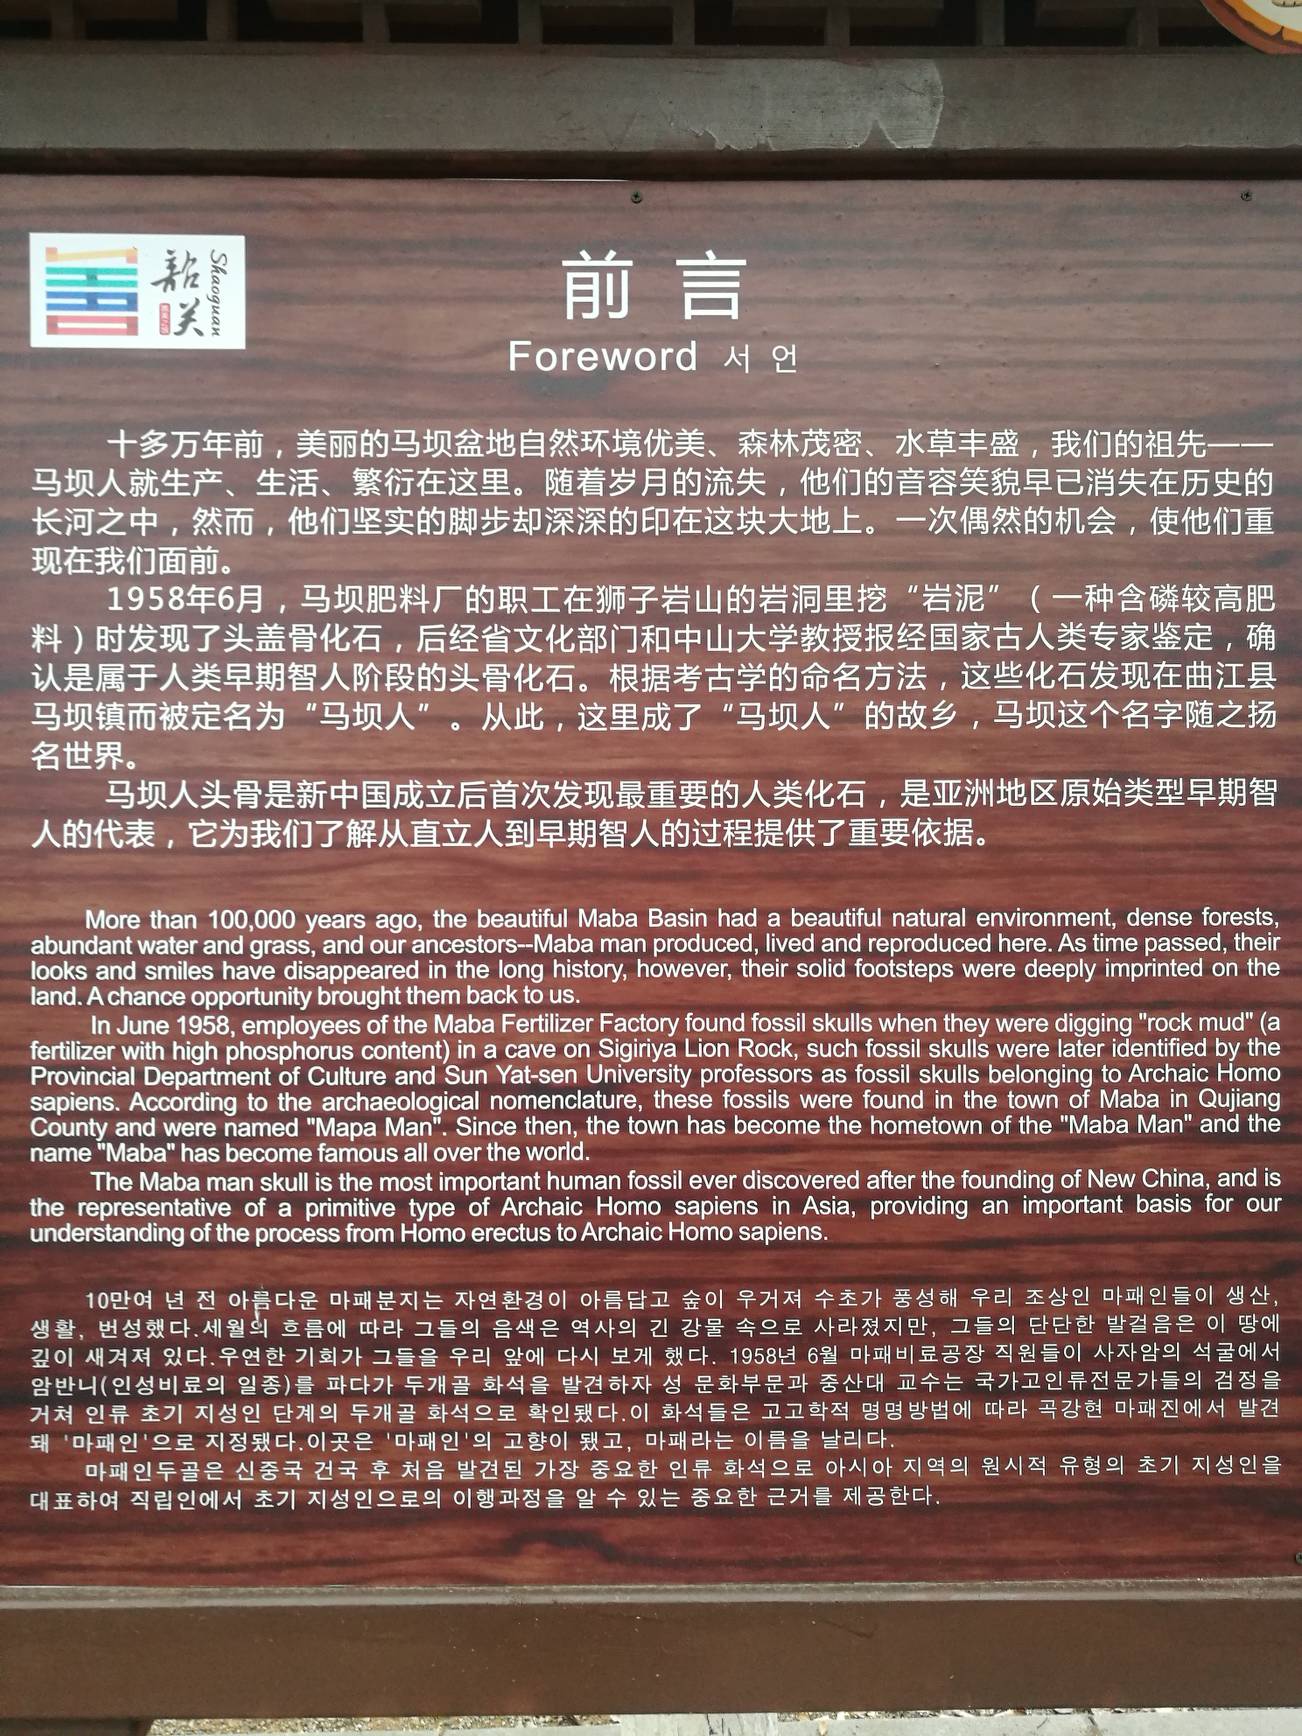 韶关
Shaoguan
前言
Foreword 서 언
十多万年前，美丽的马坝盆地自然环境优美、森林茂密、水草丰盛，我们的祖先——
马坝人就生产、生活、繁衍在这里。随着岁月的流失，他们的音容笑貌早已消失在历史的
长河之中，然而，他们坚实的脚步却深深的印在这块大地上。一次偶然的机会，使他们重
现在我们面前。
1958年6月，马坝肥料厂的职工在狮子岩山的岩洞里挖“岩泥”（一种含磷较高肥
料）时发现了头盖骨化石，后经省文化部门和中山大学教授报经国家古人类专家鉴定，确
认是属于人类早期智人阶段的头骨化石。根据考古学的命名方法，这些化石发现在曲江县
马坝镇而被定名为“马坝人”。从此，这里成了“马坝人”的故乡，马坝这个名字随之扬
名世界。
马坝人头骨是新中国成立后首次发现最重要的人类化石，是亚洲地区原始类型早期智
人的代表，它为我们了解从直立人到早期智人的过程提供了重要依据。
More than 100,000 years ago, the beautiful Maba Basin had a beautiful natural environment, dense forests,
abundant water and grass, and our ancestors--Maba man produced, lived and reproduced here. As time passed, their
looks and smiles have disappeared in the long history, however, their solid footsteps were deeply imprinted on the
land. A chance opportunity brought them back to us.
In June 1958, employees of the Maba Fertilizer Factory found fossil skulls when they were digging "rock mud" (a
fertilizer with high phosphorus content) in a cave on Sigiriya Lion Rock, such fossil skulls were later identified by the
Provincial Department of Culture and Sun Yat-sen University professors as fossil skulls belonging to Archaic Homo
sapiens. According to the archaeological nomenclature, these fossils were found in the town of Maba in Qujiang
County and were named "Mapa Man". Since then, the town has become the hometown of the "Maba Man" and the
name "Maba" has become famous all over the world.
The Maba man skull is the most important human fossil ever discovered after the founding of New China, and is
the representative of a primitive type of Archaic Homo sapiens in Asia, providing an important basis for our
understanding of the process from Homo erectus to Archaic Homo sapiens.
10만여 년 전 아름다운 마패분지는 자연환경이 아름답고 숲이 우거져 수초가 풍성해 우리 조상인 마패인들이 생산,
생활, 번성했다.세월의 흐름에 따라 그들의 음색은 역사의 긴 강물 속으로 사라졌지만, 그들의 단단한 발걸음은 이 땅에
깊이 새겨져 있다.우연한 기회가 그들을 우리 앞에 다시 보게 했다. 1958년 6월 마패비료공장 직원들이 사자암의 석굴에서
암반니(인성비료의 일종)를 파다가 두개골 화석을 발견하자 성 문화부문과 중산대 교수는 국가고인류전문가들의 검정을
거쳐 인류 초기 지성인 단계의 두개골 화석으로 확인됐다.이 화석들은 고고학적 명명방법에 따라 곡강현 마패진에서 발견
돼 '마패인'으로 지정됐다.이곳은 '마패인'의 고향이 됐고, 마패라는 이름을 날리다.
마패인두골은 신중국 건국 후 처음 발견된 가장 중요한 인류 화석으로 아시아 지역의 원시적 유형의 초기 지성인을
대표하여 직립인에서 초기 지성인으로의 이행과정을 알 수 있는 중요한 근거를 제공한다.